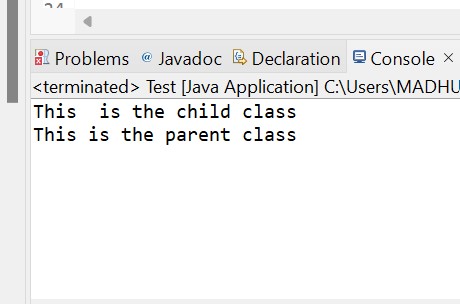 Problems @ Javadoc Declaration Console ×
<terminated> Test [Java Application] C:\Users\MADHU
This  is the child class
This is the parent class